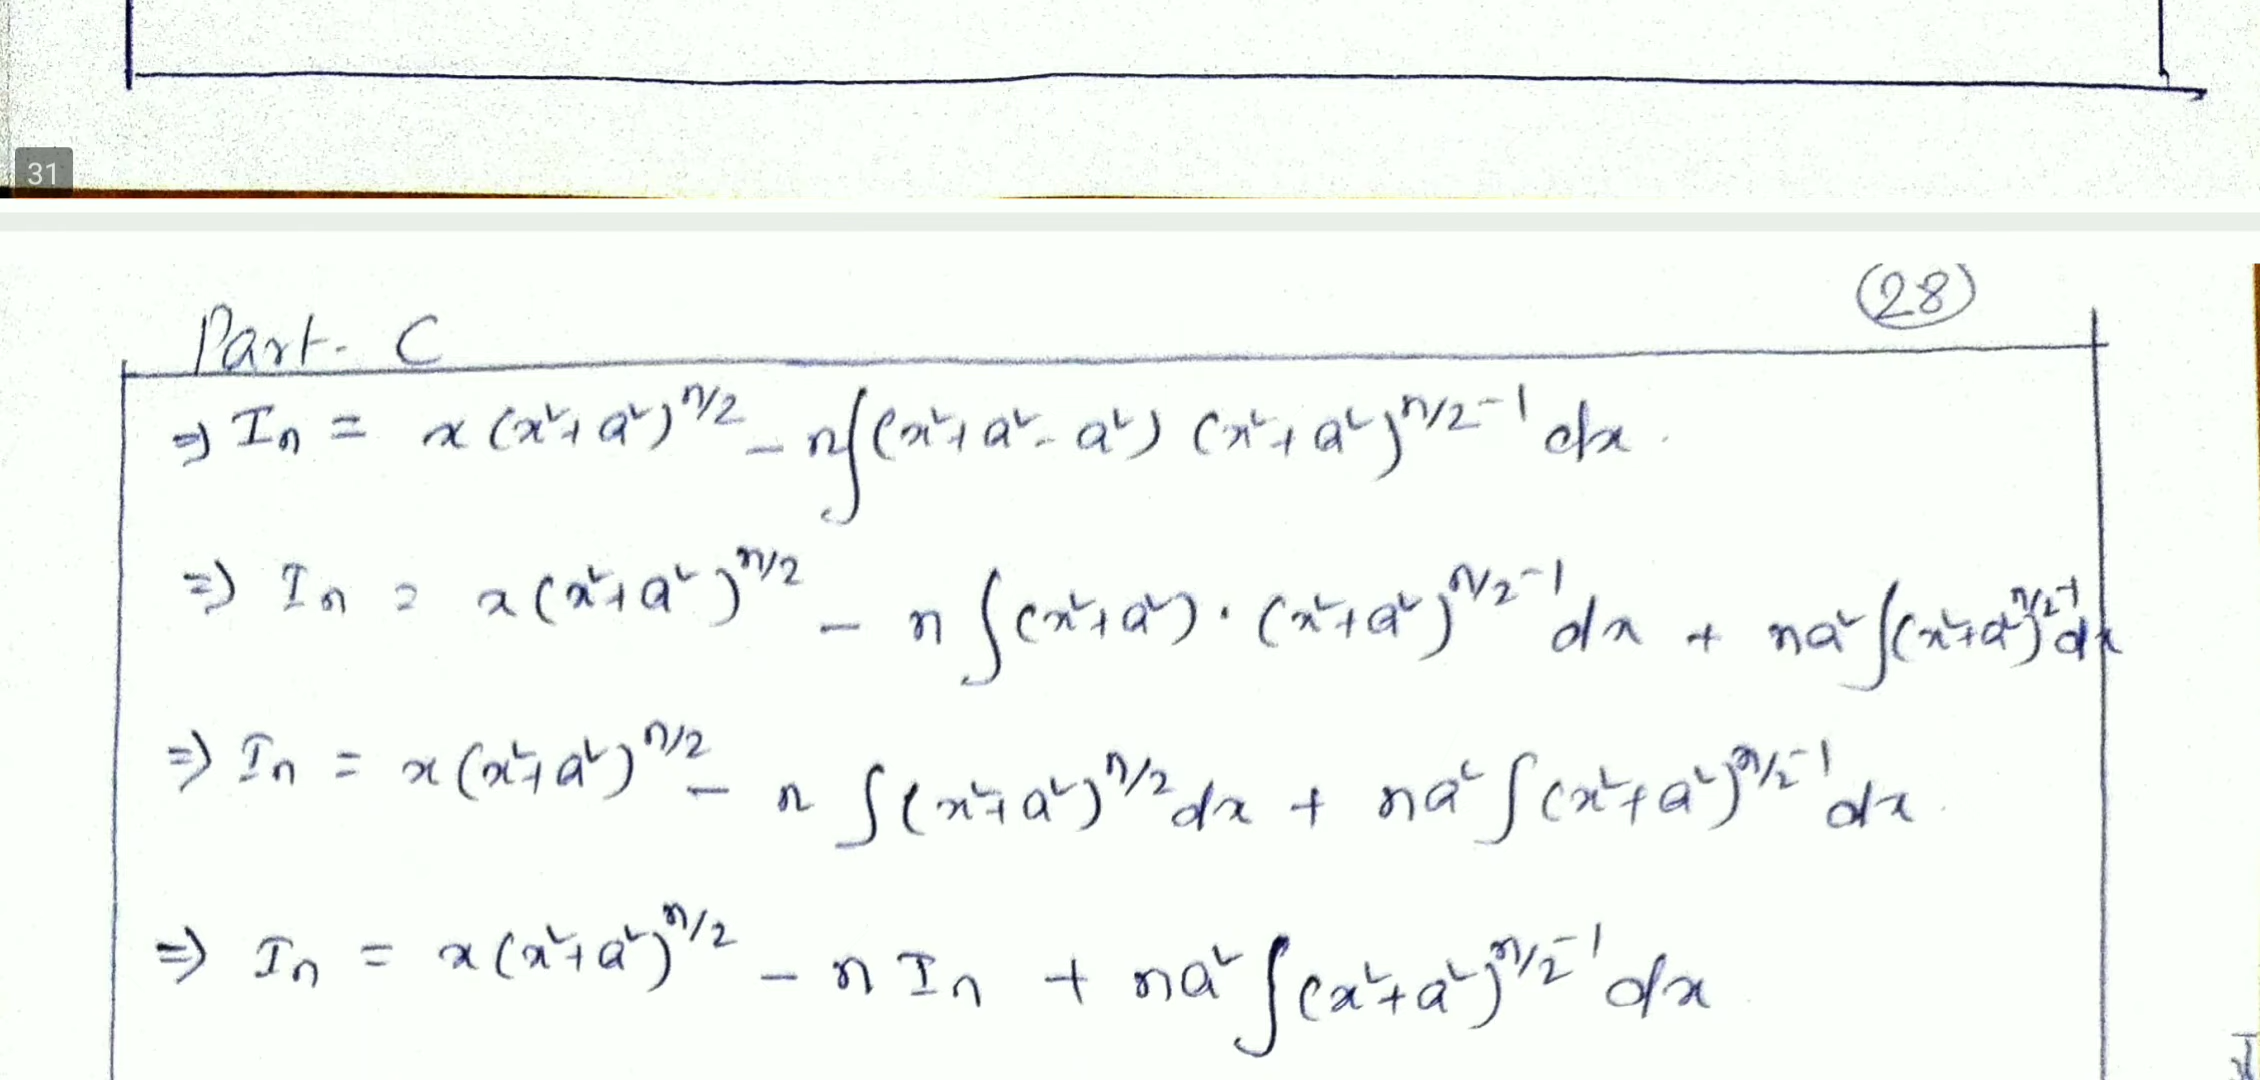 31
(28)
Part- C
⇒ Iₙ = x(x²+a²)^{n/2} - n∫(x²+a²-a²) (x²+a²)^{n/2-1} dx.
⇒ Iₙ = x(x²+a²)^{n/2} - n∫(x²+a²)·(x²+a²)^{n/2-1} dx + na²∫(x²+a²)^{n/2-1} dx
⇒ Iₙ = x(x²+a²)^{n/2} - n∫(x²+a²)^{n/2} dx + na²∫(x²+a²)^{n/2-1} dx.
⇒ Iₙ = x(x²+a²)^{n/2} - n Iₙ + na²∫(x²+a²)^{n/2-1} dx